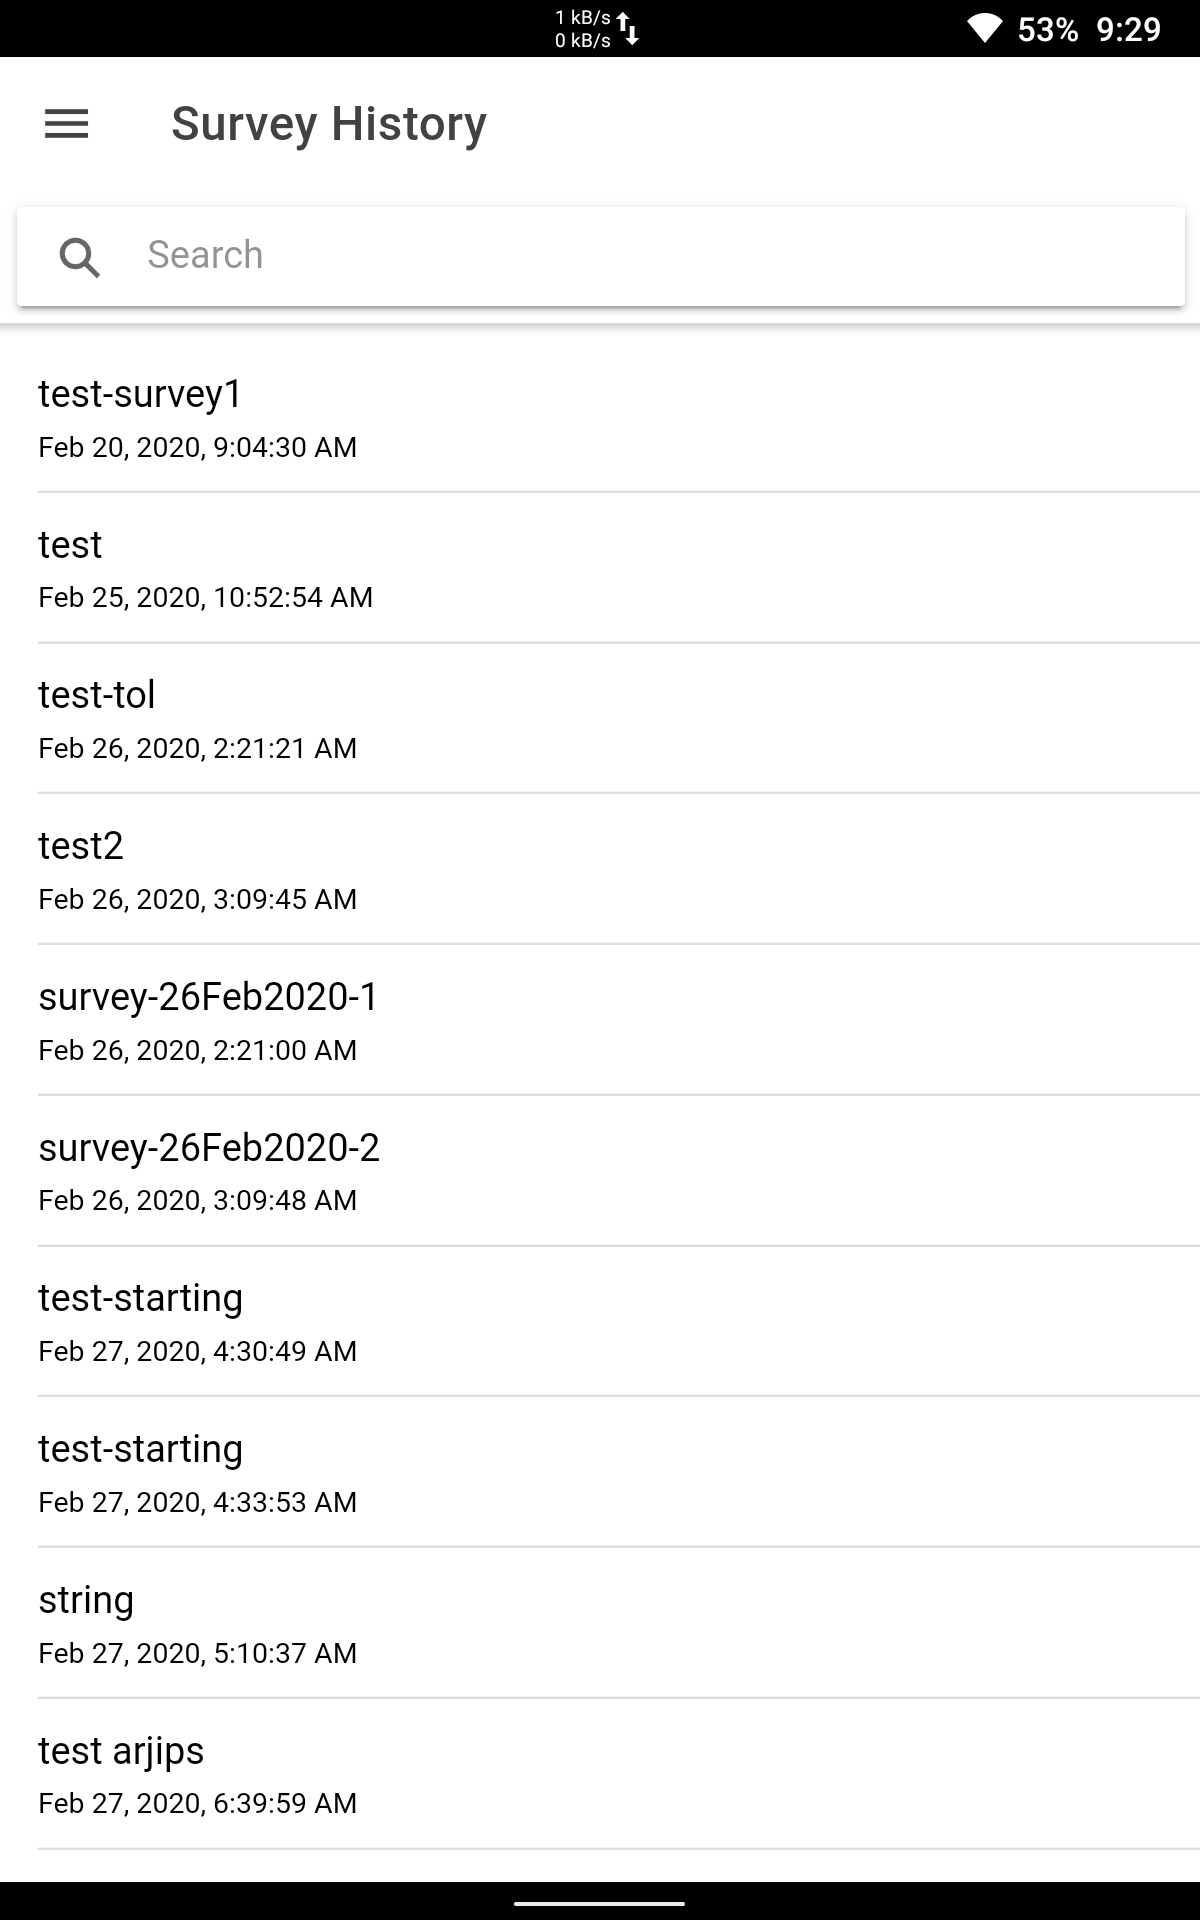 1 kB/s
0 kB/s
53% 9:29
Survey History
Search
test-survey1
Feb 20, 2020, 9:04:30 AM
test
Feb 25, 2020, 10:52:54 AM
test-tol
Feb 26, 2020, 2:21:21 AM
test2
Feb 26, 2020, 3:09:45 AM
survey-26Feb2020-1
Feb 26, 2020, 2:21:00 AM
survey-26Feb2020-2
Feb 26, 2020, 3:09:48 AM
test-starting
Feb 27, 2020, 4:30:49 AM
test-starting
Feb 27, 2020, 4:33:53 AM
string
Feb 27, 2020, 5:10:37 AM
test arjips
Feb 27, 2020, 6:39:59 AM